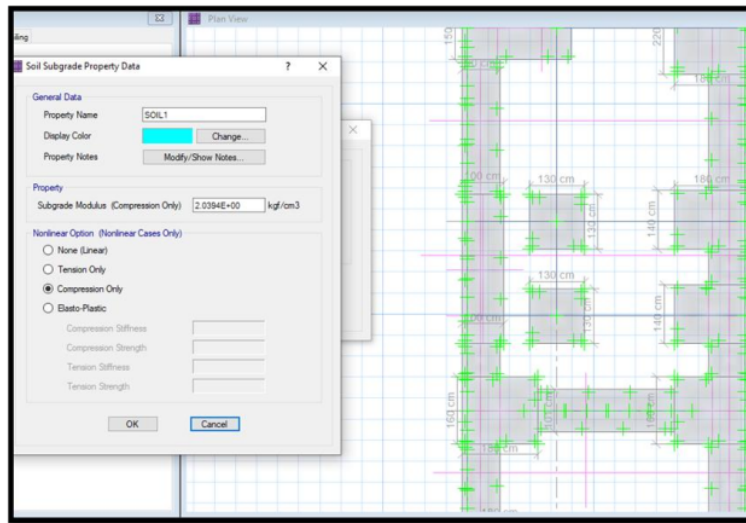 Plan View
Soil Subgrade Property Data
?
General Data
Property Name
SOIL1
Display Color
Change...
Property Notes
Modify/Show Notes...
Property
Subgrade Modulus (Compression Only)
2.0394E+00
kgf/cm3
Nonlinear Option (Nonlinear Cases Only)
None (Linear)
Tension Only
Compression Only
Elasto-Plastic
Compression Stiffness
Compression Strength
Tension Stiffness
Tension Strength
OK
Cancel
150
220
130 cm
180 cm
130 cm
140 cm
130 cm
130 cm
140 cm
160 cm